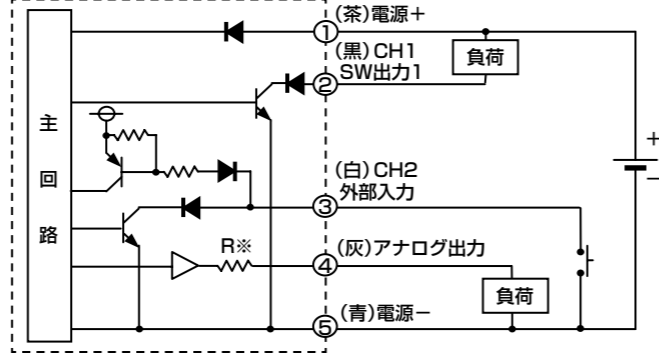 主回路
①
(茶)電源+
(黒)CH1
SW出力1
②
負荷
+
−
(白)CH2
外部入力
③
R※
④
(灰)アナログ出力
負荷
⑤
(青)電源−